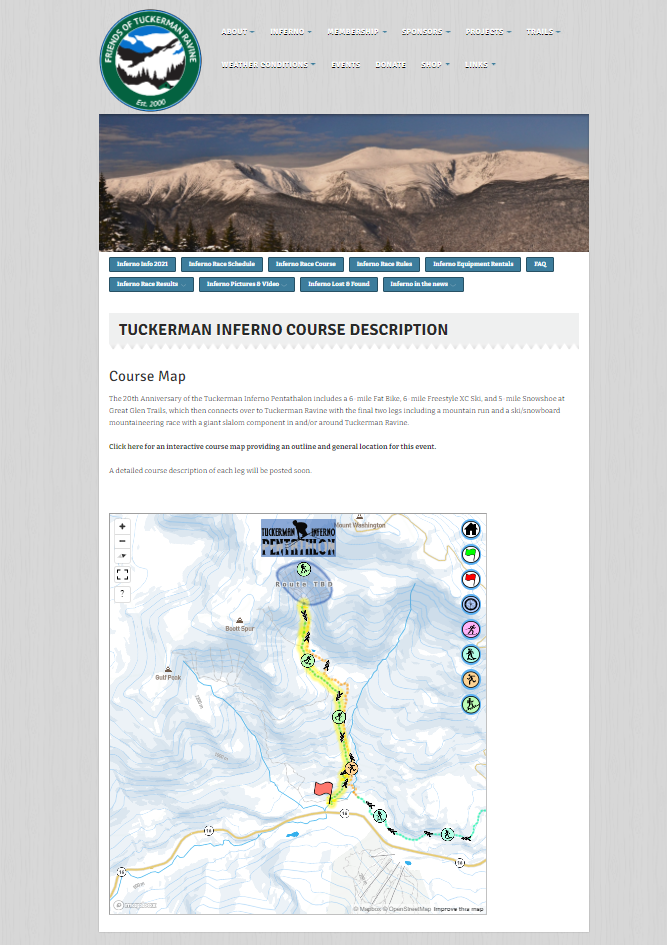 FRIENDS OF TUCKERMAN RAVINE
Est. 2000
ABOUT INFERNO MEMBERSHIP SPONSORS PROJECTS TRAILS
WEATHER CONDITIONS EVENTS DONATE SHOP LINKS
Inferno Info 2021 Inferno Race Schedule Inferno Race Course Inferno Race Rules Inferno Equipment Rentals FAQ
Inferno Race Results Inferno Pictures & Video Inferno Lost & Found Inferno in the news
TUCKERMAN INFERNO COURSE DESCRIPTION
Course Map
The 20th Anniversary of the Tuckerman Inferno Pentathalon includes a 6-mile Fat Bike, 6-mile Freestyle XC Ski, and 5-mile Snowshoe at
Great Glen Trails, which then connects over to Tuckerman Ravine with the final two legs including a mountain run and a ski/snowboard
mountaineering race with a giant slalom component in and/or around Tuckerman Ravine.
Click here for an interactive course map providing an outline and general location for this event.
A detailed course description of each leg will be posted soon.
Mount Washington
TUCKERMAN INFERNO
PENTATHLON
+
−
?
Route TBD
Boott Spur
Gulf Peak
16
16
16
16
mapbox
© Mapbox © OpenStreetMap Improve this map